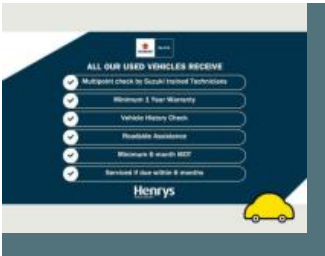 ALL OUR USED VEHICLES RECEIVE
Multipoint check by Suzuki trained Technicians
Minimum 1 Year Warranty
Vehicle History Check
Roadside Assistance
Minimum 6 month MOT
Serviced if due within 6 months
Henrys